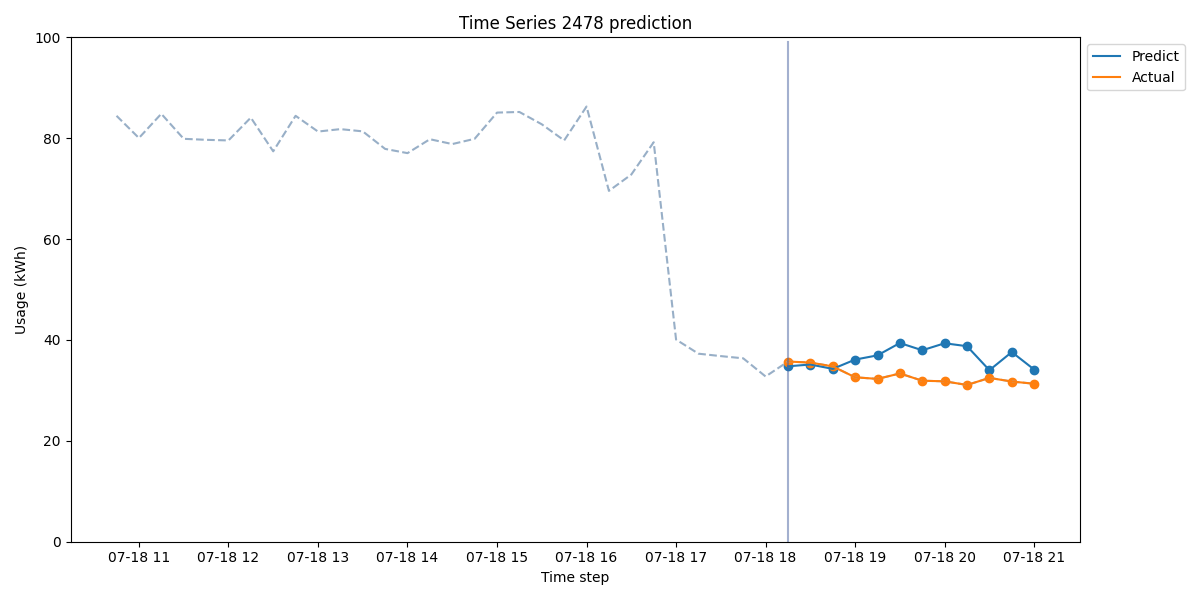 Time Series 2478 prediction
Predict
Actual
Usage (kWh)
100
80
60
40
20
0
07-18 11 07-18 12 07-18 13 07-18 14 07-18 15 07-18 16 07-18 17 07-18 18 07-18 19 07-18 20 07-18 21
Time step